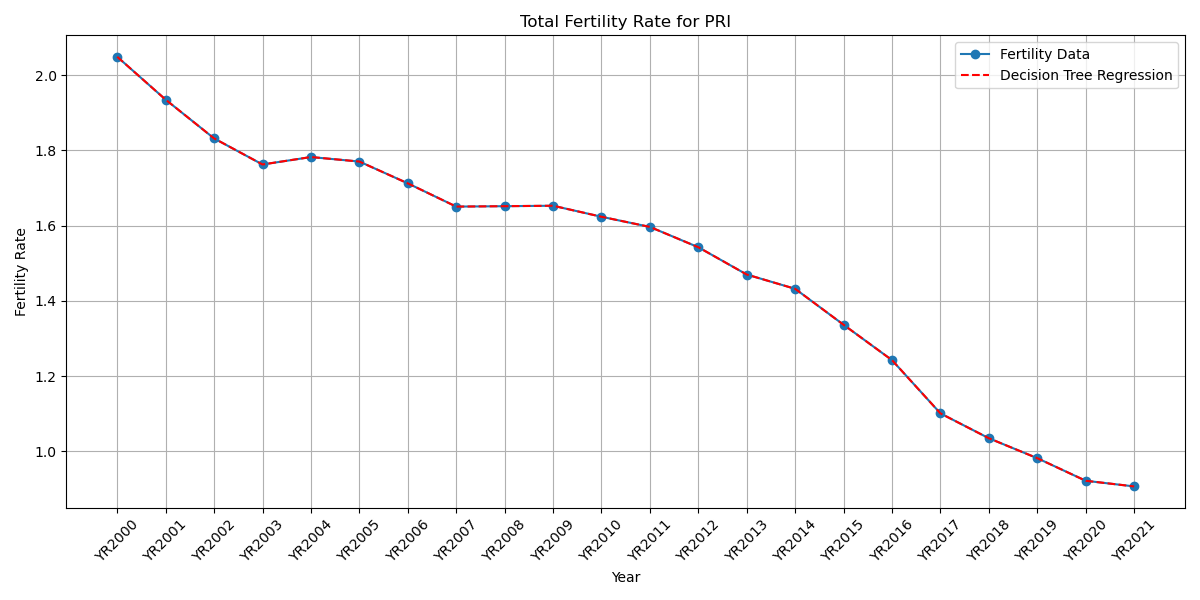 Total Fertility Rate for PRI
Fertility Data
Decision Tree Regression
Fertility Rate
2.0
1.8
1.6
1.4
1.2
1.0
YR2000
YR2001
YR2002
YR2003
YR2004
YR2005
YR2006
YR2007
YR2008
YR2009
YR2010
YR2011
YR2012
YR2013
YR2014
YR2015
YR2016
YR2017
YR2018
YR2019
YR2020
YR2021
Year